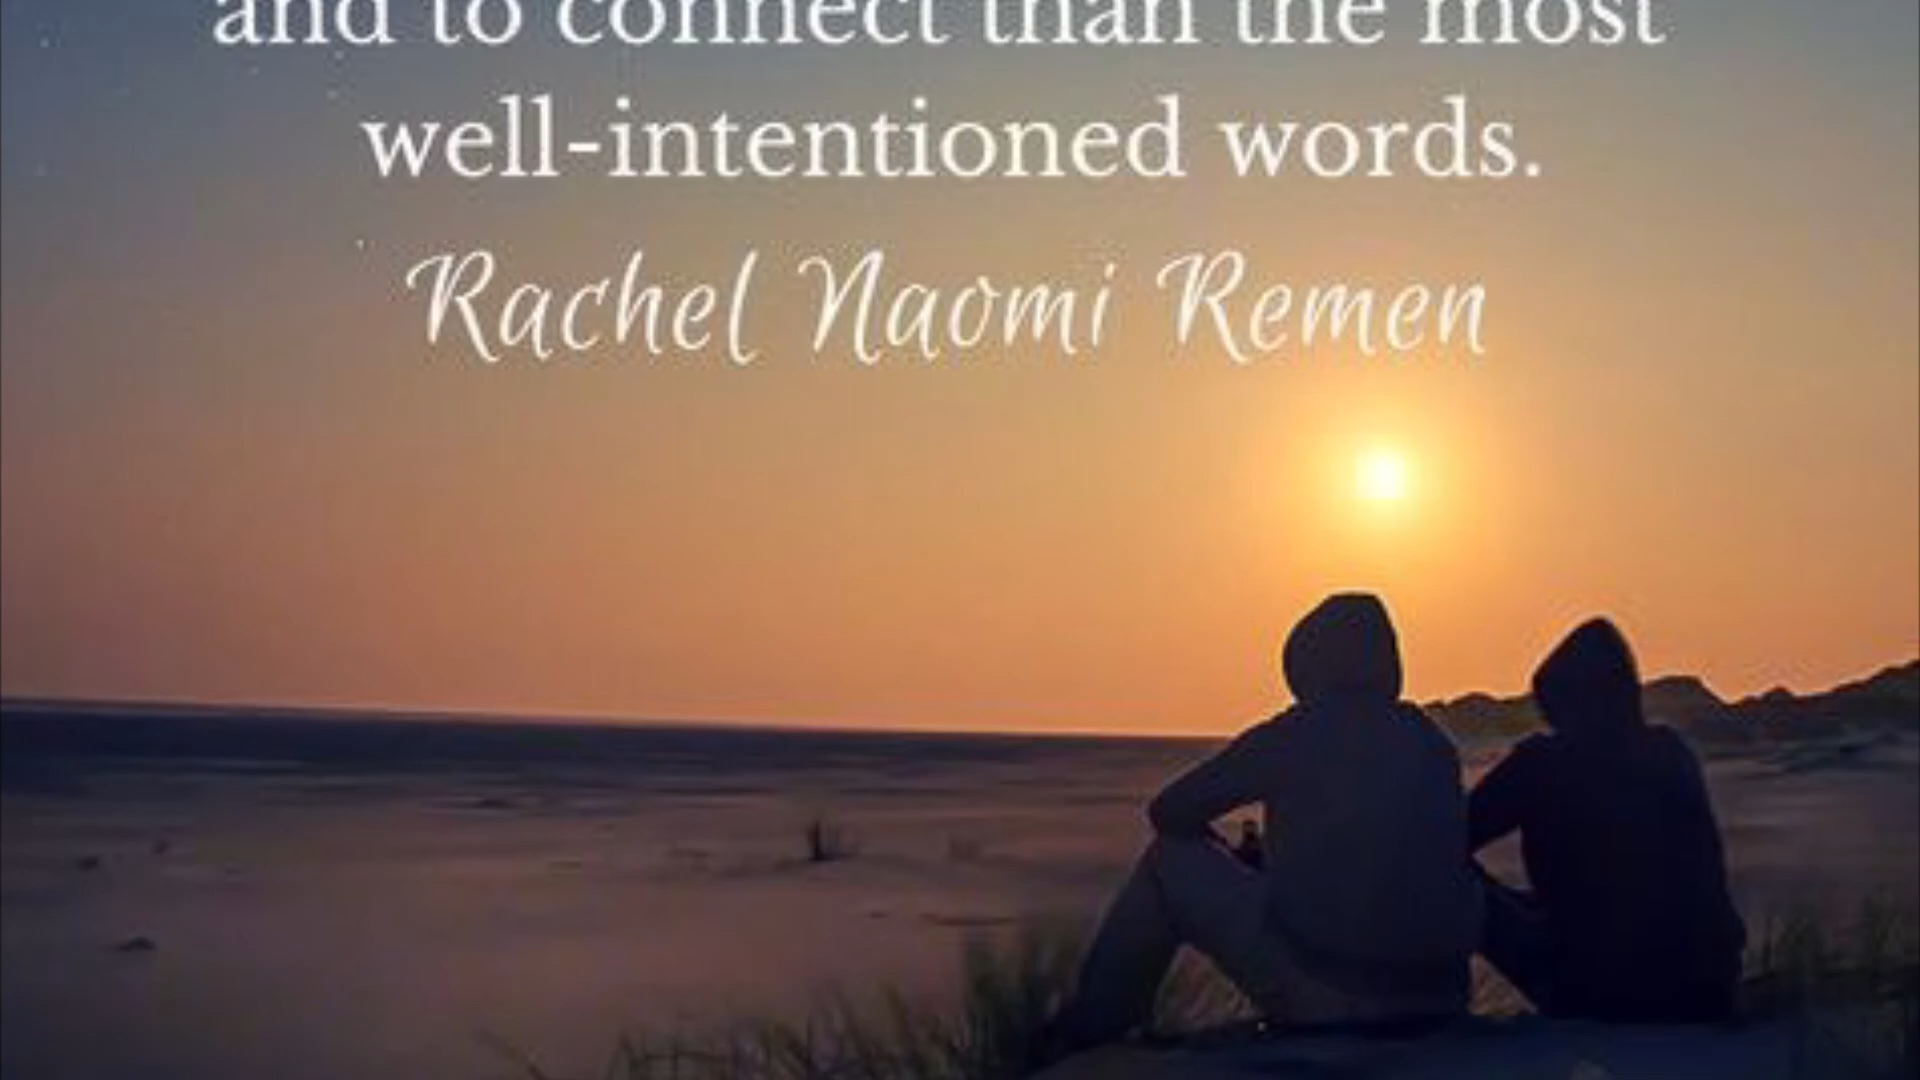 and to connect than the most
well-intentioned words.
Rachel Naomi Remen